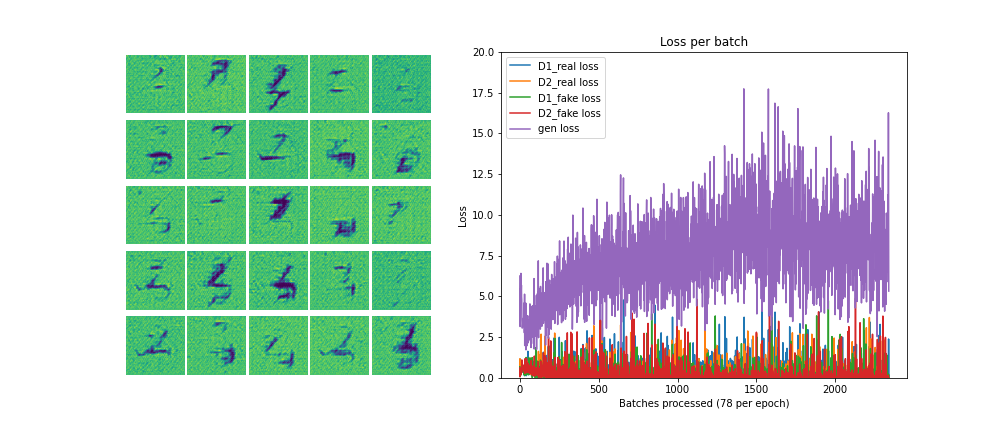 Loss per batch
20.0
17.5
15.0
12.5
10.0
7.5
5.0
2.5
0.0
Loss
D1_real loss
D2_real loss
D1_fake loss
D2_fake loss
gen loss
0 500 1000 1500 2000
Batches processed (78 per epoch)